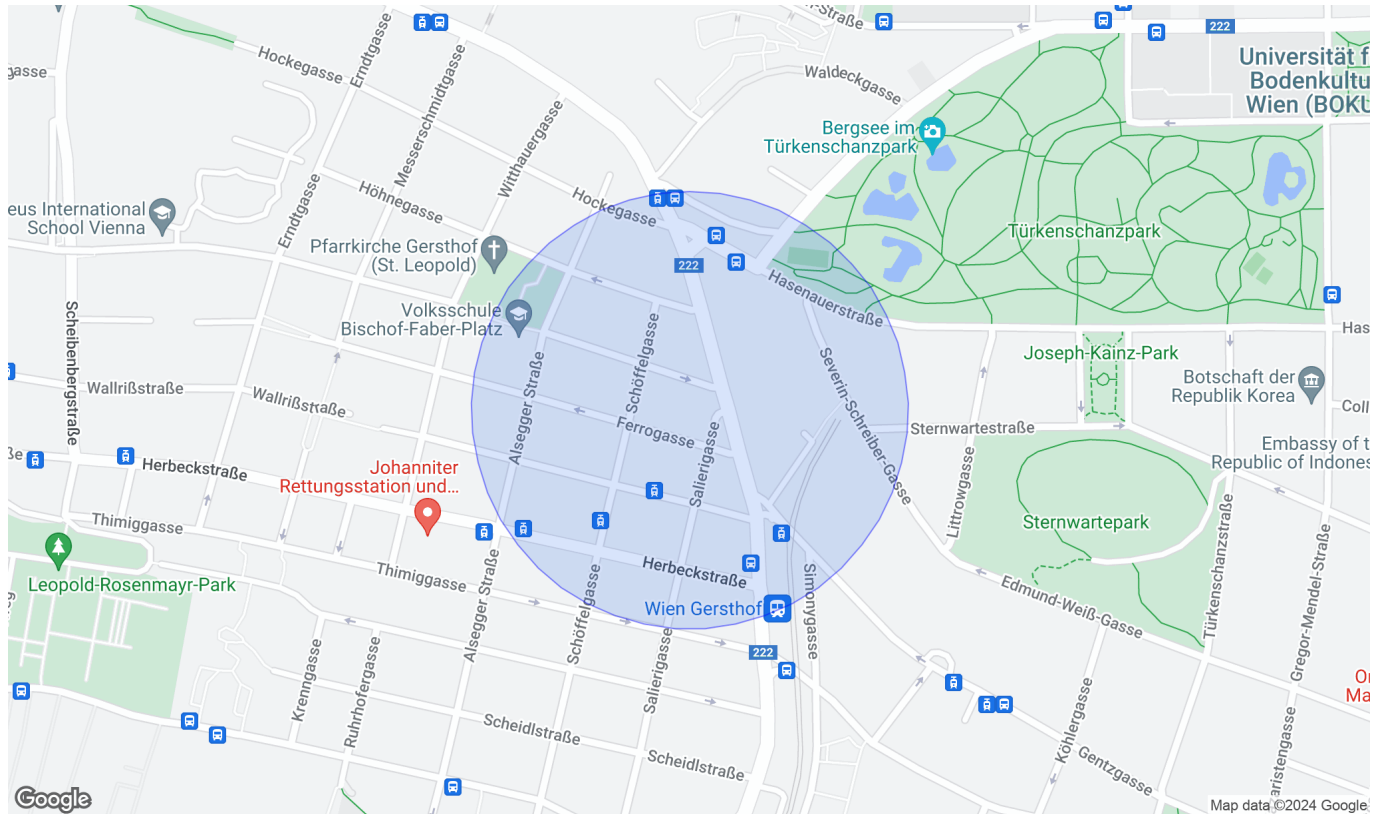 -Straße
222
Universität f
Bodenkultu
Wien (BOKU
Hockegasse
Erndtgasse
Messerschmidtgasse
Waldeckgasse
gasse
Witthauergasse
Bergsee im
Türkenschanzpark
Höhnegasse
Hockegasse
eus International
School Vienna
Erndtgasse
Pfarrkirche Gersthof
(St. Leopold)
222
Türkenschanzpark
Hasenauerstraße
Volksschule
Bischof-Faber-Platz
Has
Scheibenbergstraße
Schöffelgasse
Severin-Schreiber-Gasse
Joseph-Kainz-Park
Botschaft der
Republik Korea
Wallrißstraße
Wallrißstraße
Alsegger Straße
Ferrogasse
Salierigasse
Sternwartestraße
Coll
Embassy of t
Republic of Indones
ße
Herbeckstraße
Johanniter
Rettungsstation und...
Littrowgasse
Thimiggasse
Sternwartepark
Türkenschanzstraße
Gregor-Mendel-Straße
Leopold-Rosenmayr-Park
Thimiggasse
Alsegger Straße
Schöffelgasse
Herbeckstraße
Simonygasse
Wien Gersthof
Edmund-Weiß-Gasse
222
Krenngasse
Ruhrhofergasse
Salierigasse
Köhlergasse
Or
Ma
Scheidlstraße
Scheidlstraße
Gentzgasse
aristengasse
Google
Map data ©2024 Google